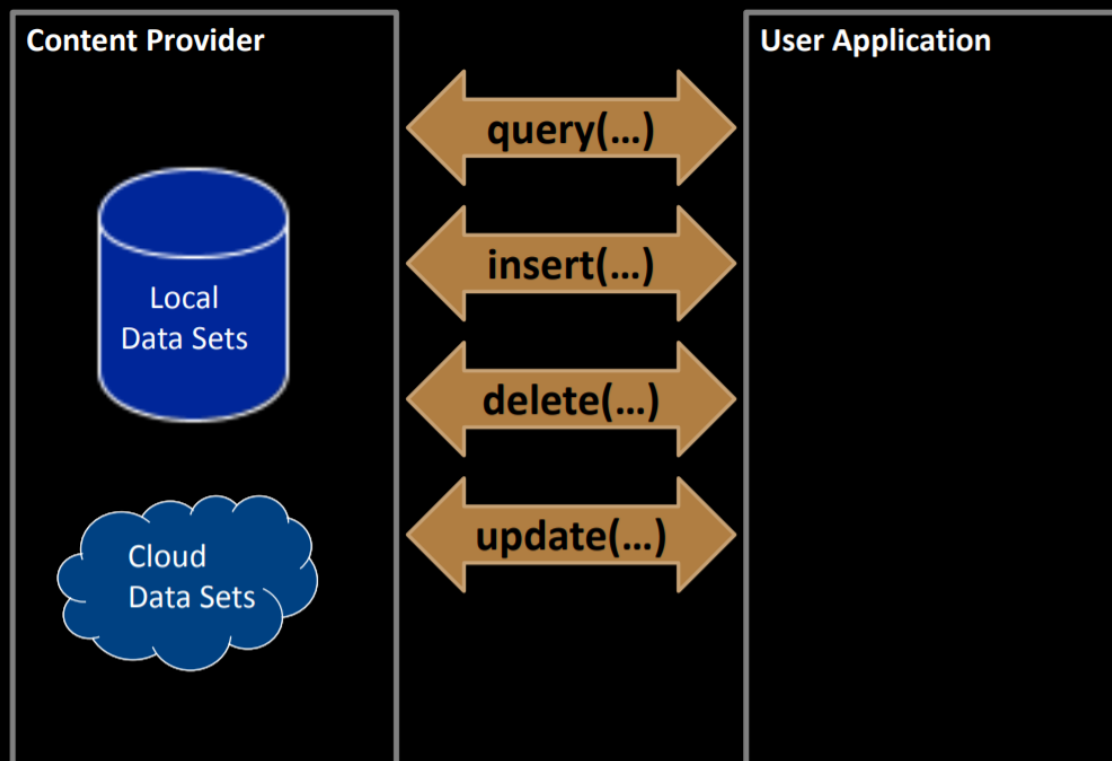 Content Provider
User Application
query(...)
insert(...)
Local
Data Sets
delete(...)
update(...)
Cloud
Data Sets